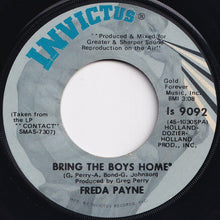 INVICTUS®
"Produced & Mixed for
Greater & Sharper Sound
Reproduction on the Air"
Gold
Forever
Music, Inc.
BMI 3:08
(Taken
from the
LP
"CONTACT"
SMAS-7307)
Is 9092
(45-10305PA)
HOLLAND-
DOZIER-
HOLLAND
PROD.
BRING THE BOYS HOME
(G. Perry-A. Bond-G. Johnson)
Produced by Greg Perry
FREDA PAYNE